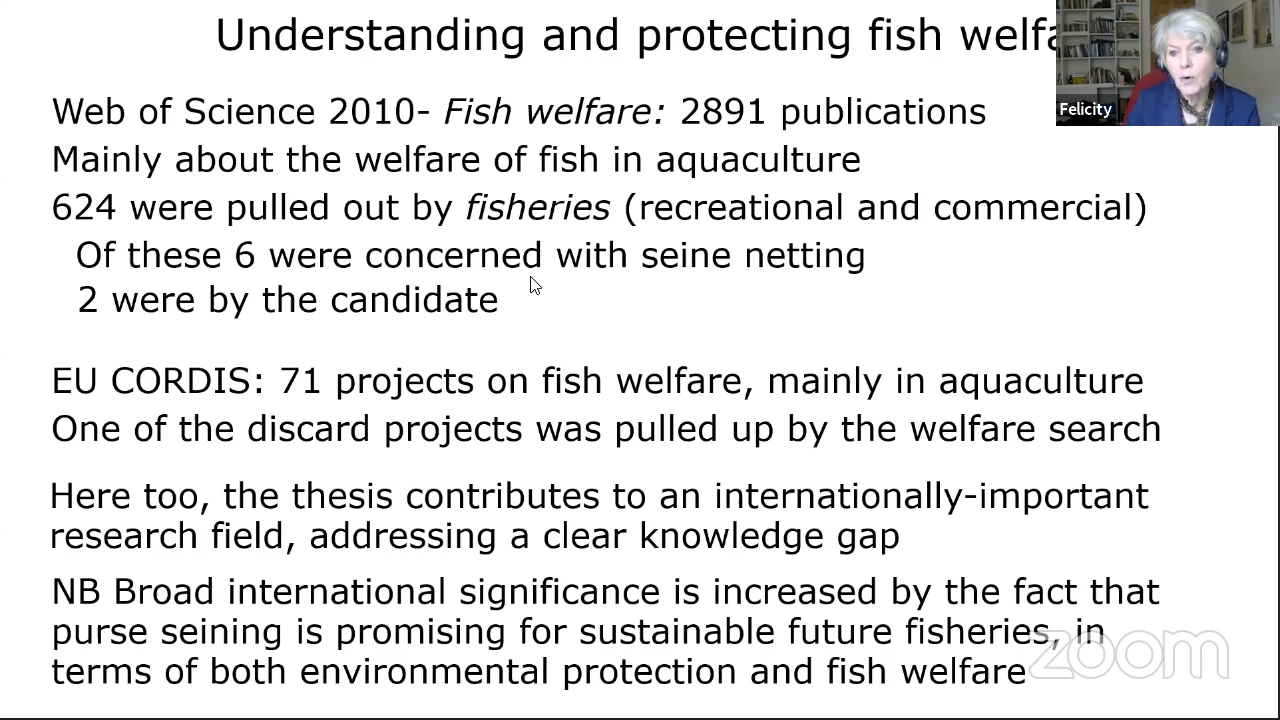 Understanding and protecting fish welfa
Felicity
Web of Science 2010- Fish welfare: 2891 publications
Mainly about the welfare of fish in aquaculture
624 were pulled out by fisheries (recreational and commercial)
Of these 6 were concerned with seine netting
2 were by the candidate
EU CORDIS: 71 projects on fish welfare, mainly in aquaculture
One of the discard projects was pulled up by the welfare search
Here too, the thesis contributes to an internationally-important
research field, addressing a clear knowledge gap
NB Broad international significance is increased by the fact that
purse seining is promising for sustainable future fisheries, in
terms of both environmental protection and fish welfare
zoom